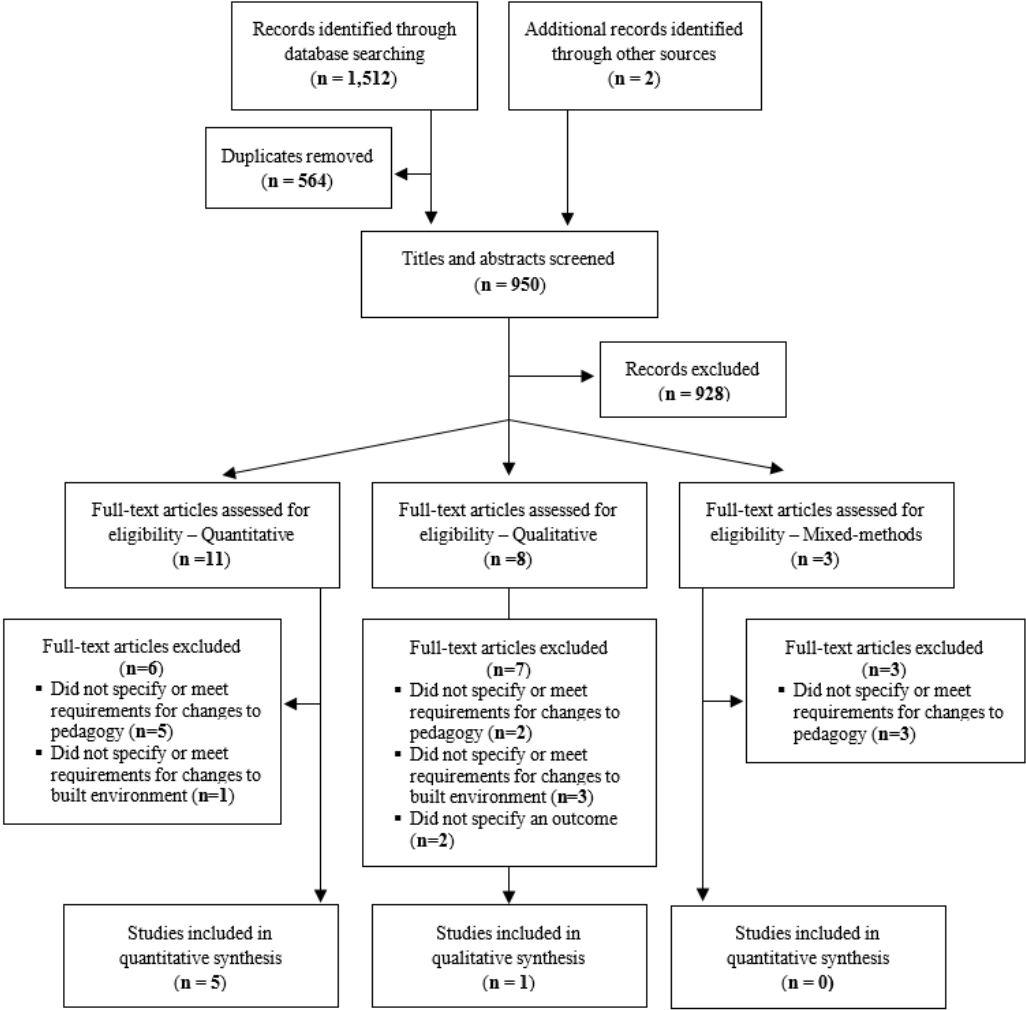 Records identified through
database searching
(n = 1,512)
Additional records identified
through other sources
(n = 2)
Duplicates removed
(n = 564)
Titles and abstracts screened
(n = 950)
Records excluded
(n = 928)
Full-text articles assessed for
eligibility – Quantitative
(n =11)
Full-text articles assessed for
eligibility – Qualitative
(n =8)
Full-text articles assessed for
eligibility – Mixed-methods
(n =3)
Full-text articles excluded
(n=6)
▪ Did not specify or meet
requirements for changes to
pedagogy (n=5)
▪ Did not specify or meet
requirements for changes to
built environment (n=1)
Full-text articles excluded
(n=7)
▪ Did not specify or meet
requirements for changes to
pedagogy (n=2)
▪ Did not specify or meet
requirements for changes to
built environment (n=3)
▪ Did not specify an outcome
(n=2)
Full-text articles excluded
(n=3)
▪ Did not specify or meet
requirements for changes to
pedagogy (n=3)
Studies included in
quantitative synthesis
(n = 5)
Studies included in
qualitative synthesis
(n = 1)
Studies included in
quantitative synthesis
(n = 0)